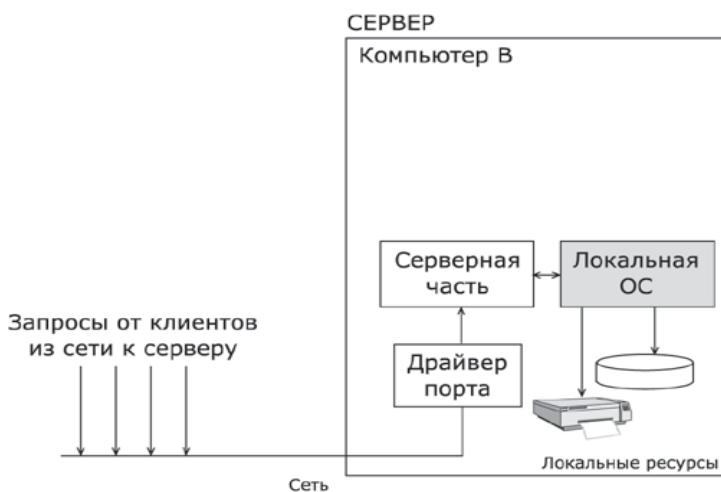 СЕРВЕР
Компьютер В
Серверная
часть
Локальная
ОС
Запросы от клиентов
из сети к серверу
Драйвер
порта
Локальные ресурсы
Сеть